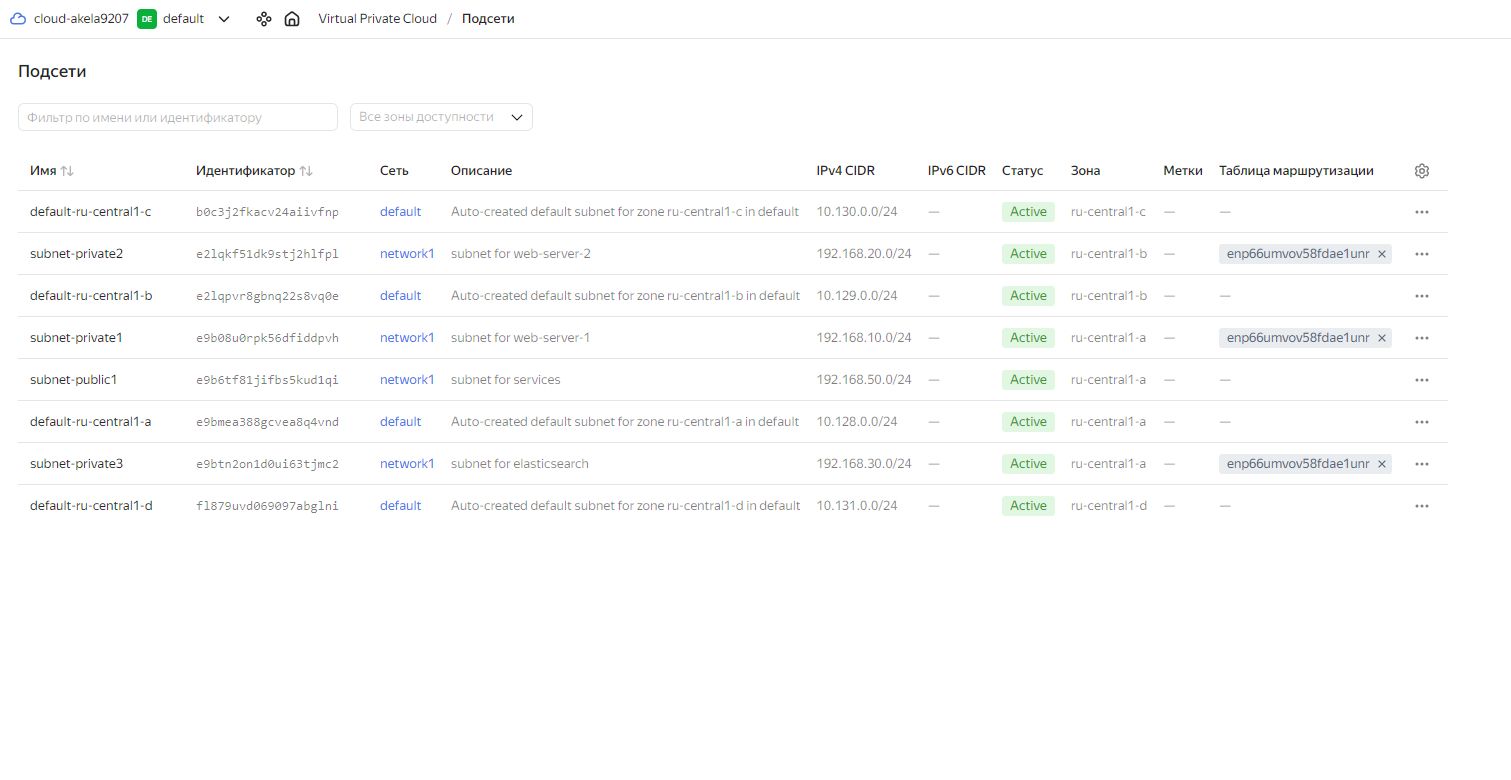 cloud-akela9207 DE default Virtual Private Cloud / Подсети
Подсети
Фильтр по имени или идентификатору Все зоны доступности
Имя Идентификатор Сеть Описание IPv4 CIDR IPv6 CIDR Статус Зона Метки Таблица маршрутизации
default-ru-central1-c b0c3j2fkacv24aiivfnp default Auto-created default subnet for zone ru-central1-c in default 10.130.0.0/24 — Active ru-central1-c — —
subnet-private2 e2lqkf51dk9stj2hlfpl network1 subnet for web-server-2 192.168.20.0/24 — Active ru-central1-b — enp66umvov58fdae1unr
default-ru-central1-b e2lqpvr8gbnq22s8vq0e default Auto-created default subnet for zone ru-central1-b in default 10.129.0.0/24 — Active ru-central1-b — —
subnet-private1 e9b08u0rpk56dfiddpvh network1 subnet for web-server-1 192.168.10.0/24 — Active ru-central1-a — enp66umvov58fdae1unr
subnet-public1 e9b6tf81jifbs5kud1qi network1 subnet for services 192.168.50.0/24 — Active ru-central1-a — —
default-ru-central1-a e9bmea388gcvea8q4vnd default Auto-created default subnet for zone ru-central1-a in default 10.128.0.0/24 — Active ru-central1-a — —
subnet-private3 e9btn2on1d0ui63tjmc2 network1 subnet for elasticsearch 192.168.30.0/24 — Active ru-central1-a — enp66umvov58fdae1unr
default-ru-central1-d fl879uvd069097abglni default Auto-created default subnet for zone ru-central1-d in default 10.131.0.0/24 — Active ru-central1-d — —